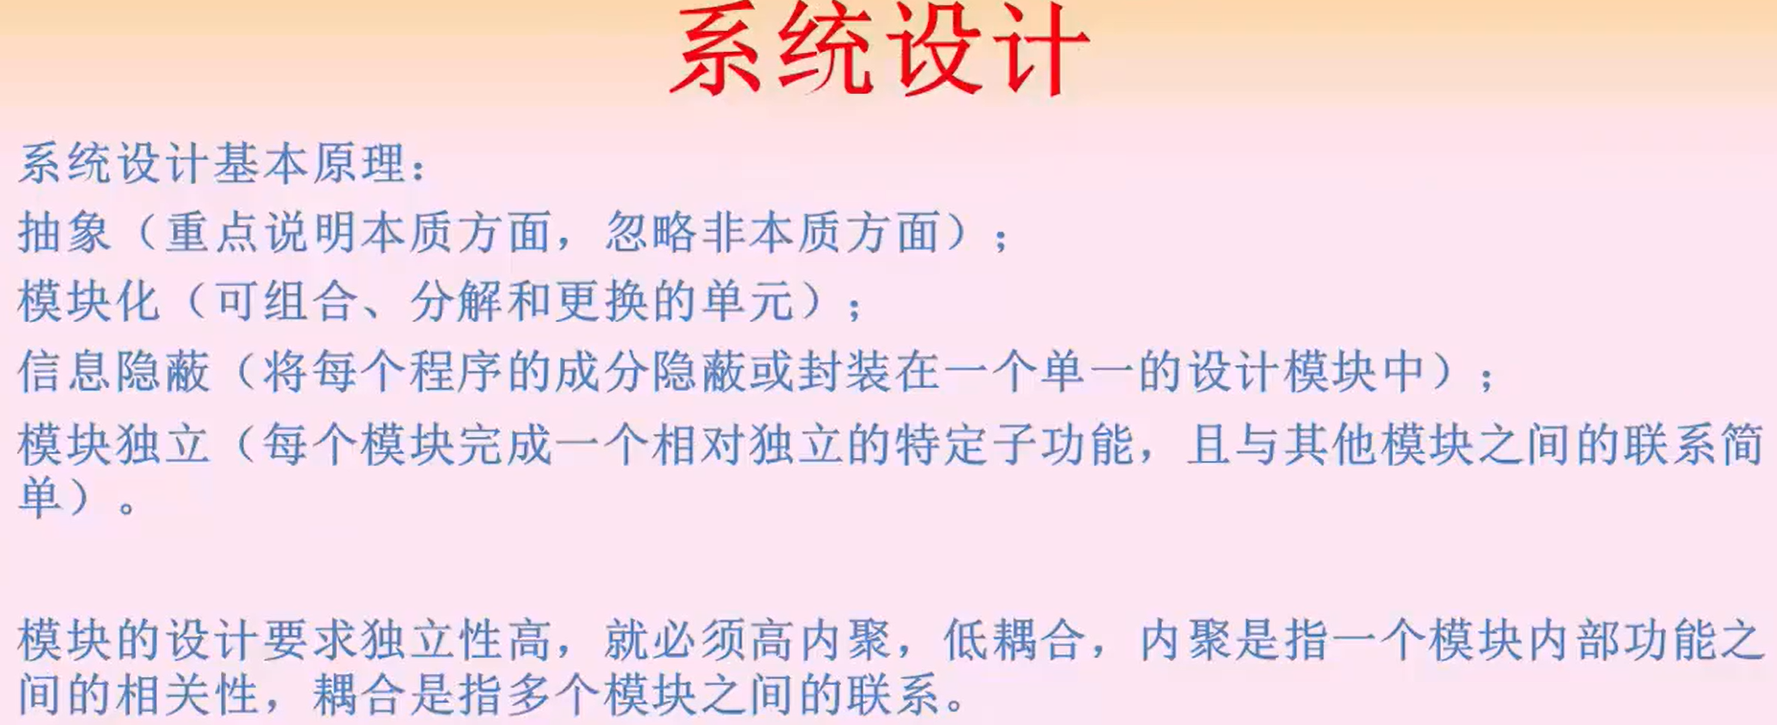 系统设计
系统设计基本原理：
抽象（重点说明本质方面，忽略非本质方面）；
模块化（可组合、分解和更换的单元）；
信息隐蔽（将每个程序的成分隐蔽或封装在一个单一的设计模块中）；
模块独立（每个模块完成一个相对独立的特定子功能，且与其他模块之间的联系简
单）。
模块的设计要求独立性高，就必须高内聚，低耦合，内聚是指一个模块内部功能之
间的相关性，耦合是指多个模块之间的联系。